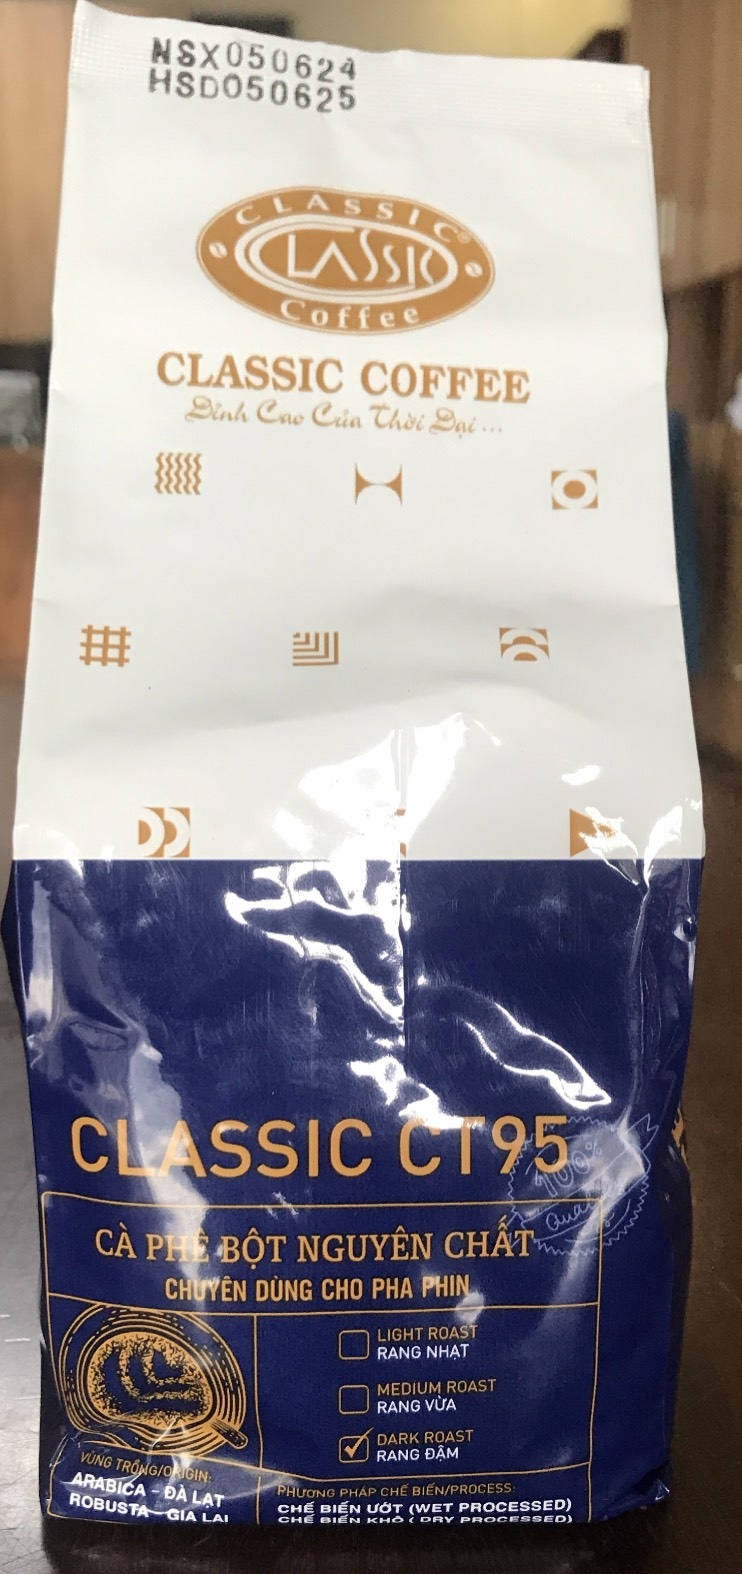 NSX050624
HSD050625
CLASSIC
CLASSIC
Coffee
CLASSIC COFFEE
Đỉnh Cao Của Thời Đại...
CLASSIC CT95
100%
CÀ PHÊ BỘT NGUYÊN CHẤT
CHUYÊN DÙNG CHO PHA PHIN
LIGHT ROAST
RANG NHẠT
MEDIUM ROAST
RANG VỪA
DARK ROAST
RANG ĐẬM
VÙNG TRỒNG/ORIGIN:
ARABICA - ĐÀ LẠT
ROBUSTA - GIA LAI
PHƯƠNG PHÁP CHẾ BIẾN/PROCESS:
CHẾ BIẾN ƯỚT (WET PROCESSED)
CHẾ BIẾN KHÔ ( DRY PROCESSED)